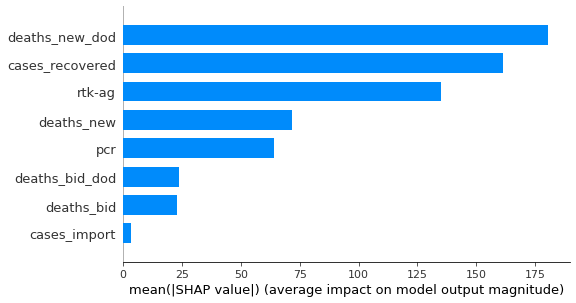 deaths_new_dod
cases_recovered
rtk-ag
deaths_new
pcr
deaths_bid_dod
deaths_bid
cases_import
0 25 50 75 100 125 150 175
mean(|SHAP value|) (average impact on model output magnitude)